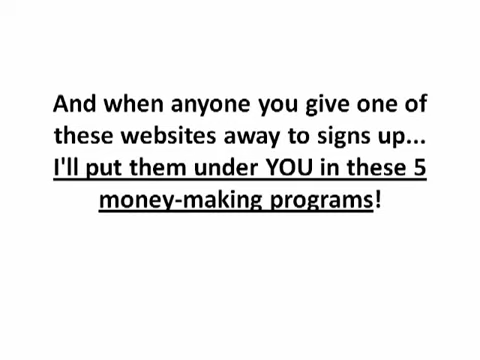 And when anyone you give one of
these websites away to signs up...
I'll put them under YOU in these 5
money-making programs!